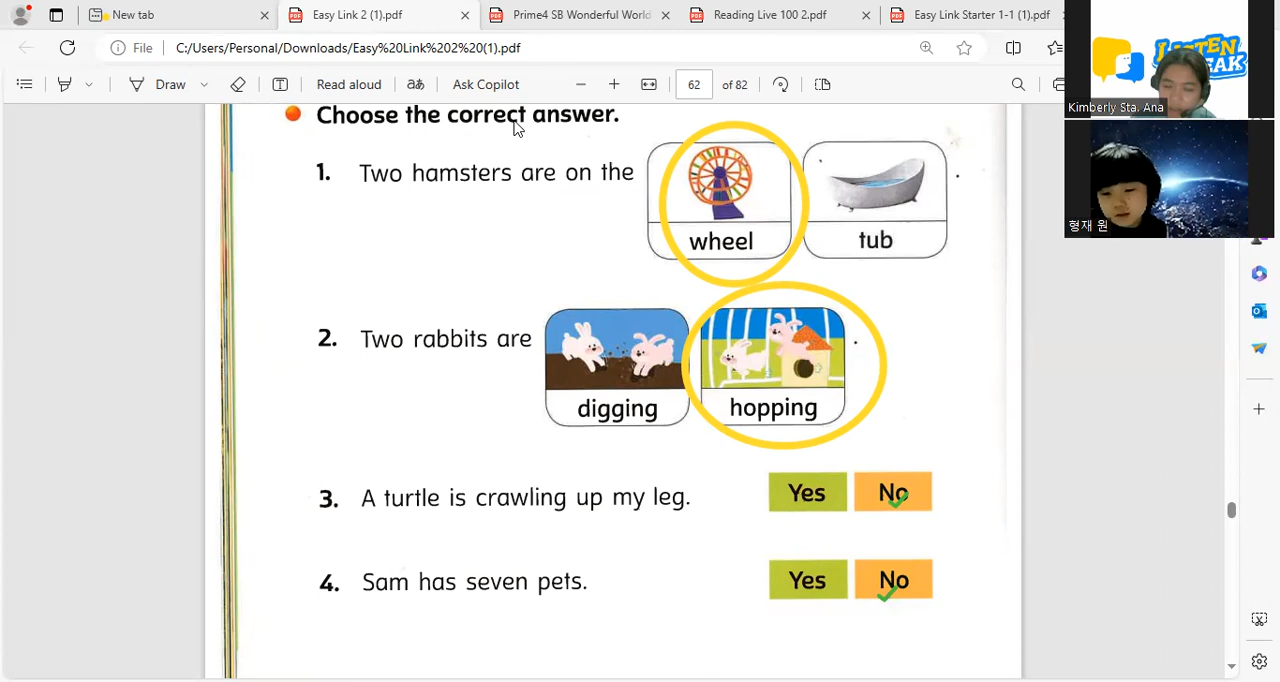 New tab
Easy Link 2 (1).pdf
Prime4 SB Wonderful World
Reading Live 100 2.pdf
Easy Link Starter 1-1 (1).pdf
File
C:/Users/Personal/Downloads/Easy%20Link%202%20(1).pdf
Draw
Read aloud
aあ
Ask Copilot
62 of 82
Kimberly Sta. Ana
형재 원
Choose the correct answer.
1. Two hamsters are on the
wheel
tub
.
2. Two rabbits are
digging
hopping
.
3. A turtle is crawling up my leg.
Yes
No
4. Sam has seven pets.
Yes
No